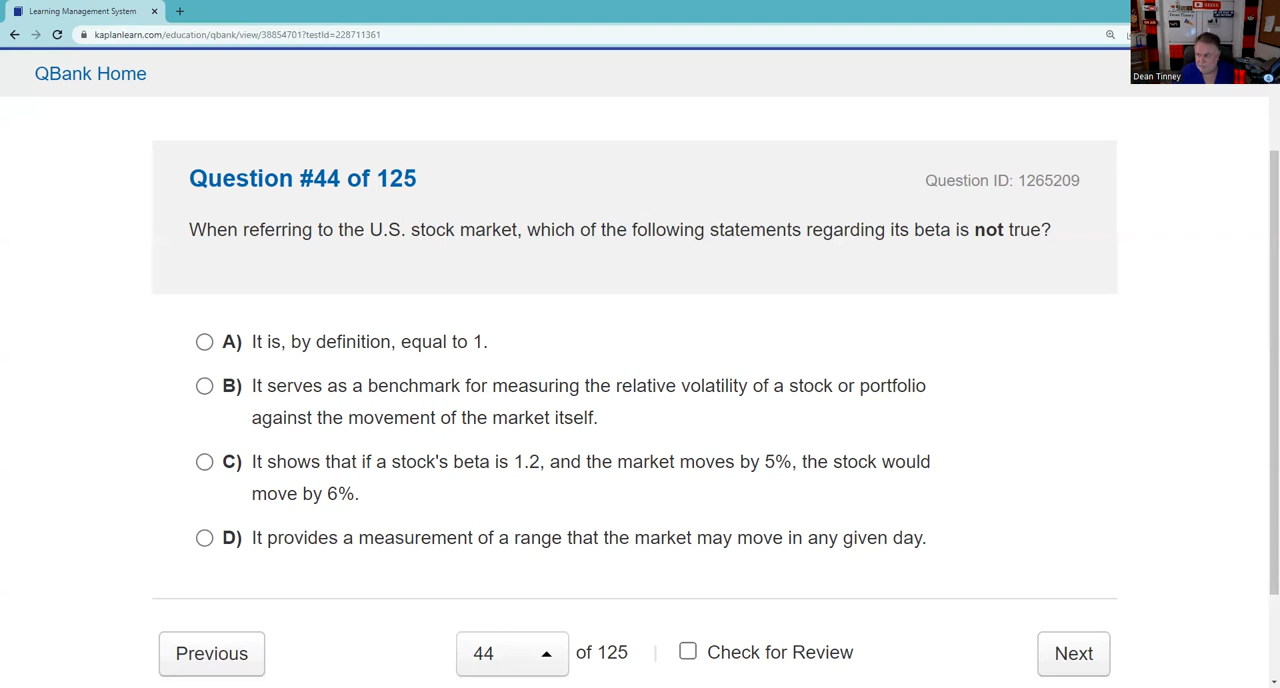 Learning Management System
kaplanlearn.com/education/qbank/view/38854701?testId=228711361
Dean Tinney
QBank Home
Question #44 of 125
Question ID: 1265209
When referring to the U.S. stock market, which of the following statements regarding its beta is not true?
A) It is, by definition, equal to 1.
B) It serves as a benchmark for measuring the relative volatility of a stock or portfolio
against the movement of the market itself.
C) It shows that if a stock's beta is 1.2, and the market moves by 5%, the stock would
move by 6%.
D) It provides a measurement of a range that the market may move in any given day.
Previous
44
of 125
Check for Review
Next